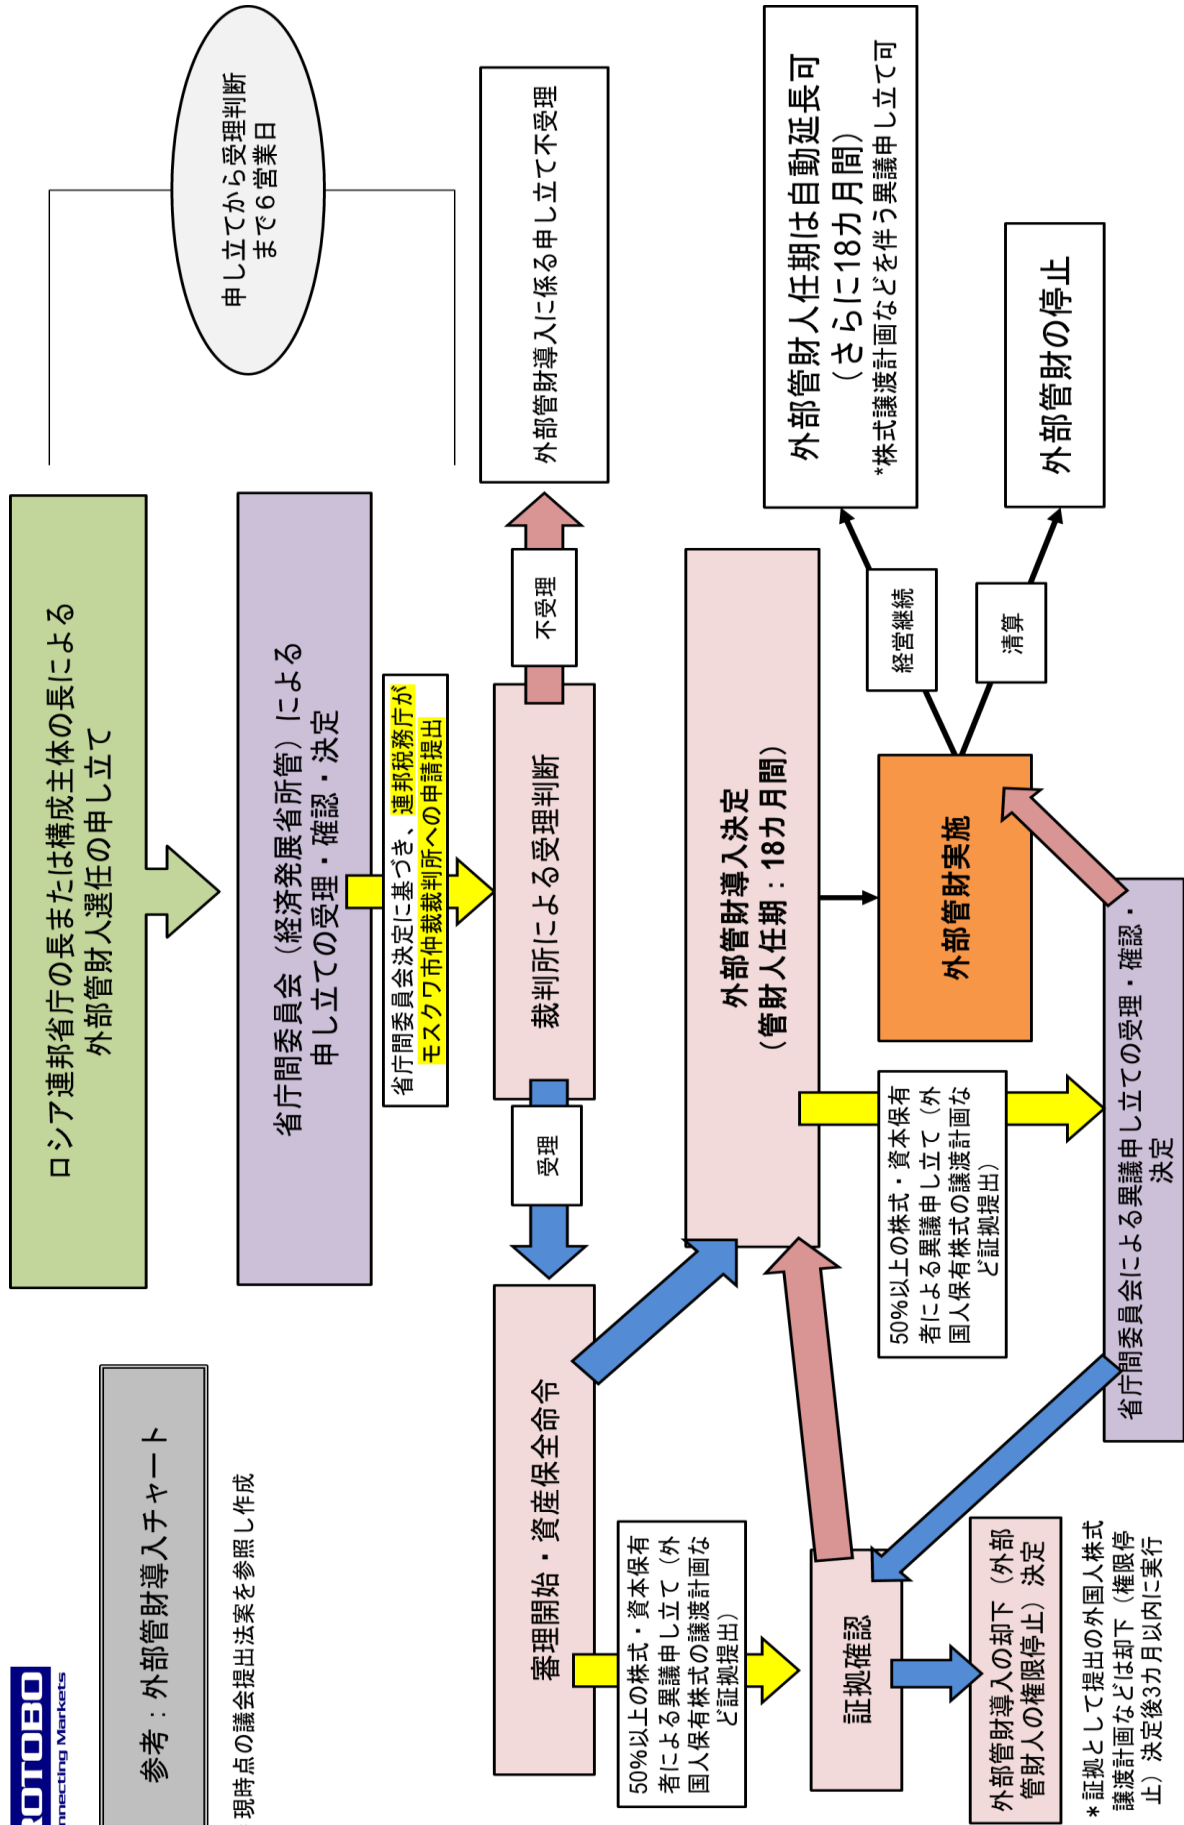 ROTOBO
nnecting Markets
参考：外部管財導入チャート
現時点の議会提出法案を参照し作成
ロシア連邦省庁の長または構成主体の長による
外部管財人選任の申し立て
申し立てから受理判断
まで６営業日
省庁間委員会（経済発展省所管）による
申し立ての受理・確認・決定
省庁間委員会決定に基づき、連邦税務庁が
モスクワ市仲裁裁判所への申請提出
裁判所による受理判断
不受理
外部管財導入に係る申し立て不受理
受理
審理開始・資産保全命令
50%以上の株式・資本保有
者による異議申し立て（外
国人保有株式の譲渡計画な
ど証拠提出）
証拠確認
外部管財導入の却下（外部
管財人の権限停止）決定
＊証拠として提出の外国人株式
譲渡計画などは却下（権限停
止）決定後3カ月以内に実行
外部管財導入決定
（管財人任期：18カ月間）
50%以上の株式・資本保有
者による異議申し立て（外
国人保有株式の譲渡計画な
ど証拠提出）
省庁間委員会による異議申し立ての受理・確認・
決定
外部管財実施
経営継続
外部管財人任期は自動延長可
（さらに18カ月間）
*株式譲渡計画などを伴う異議申し立て可
清算
外部管財の停止